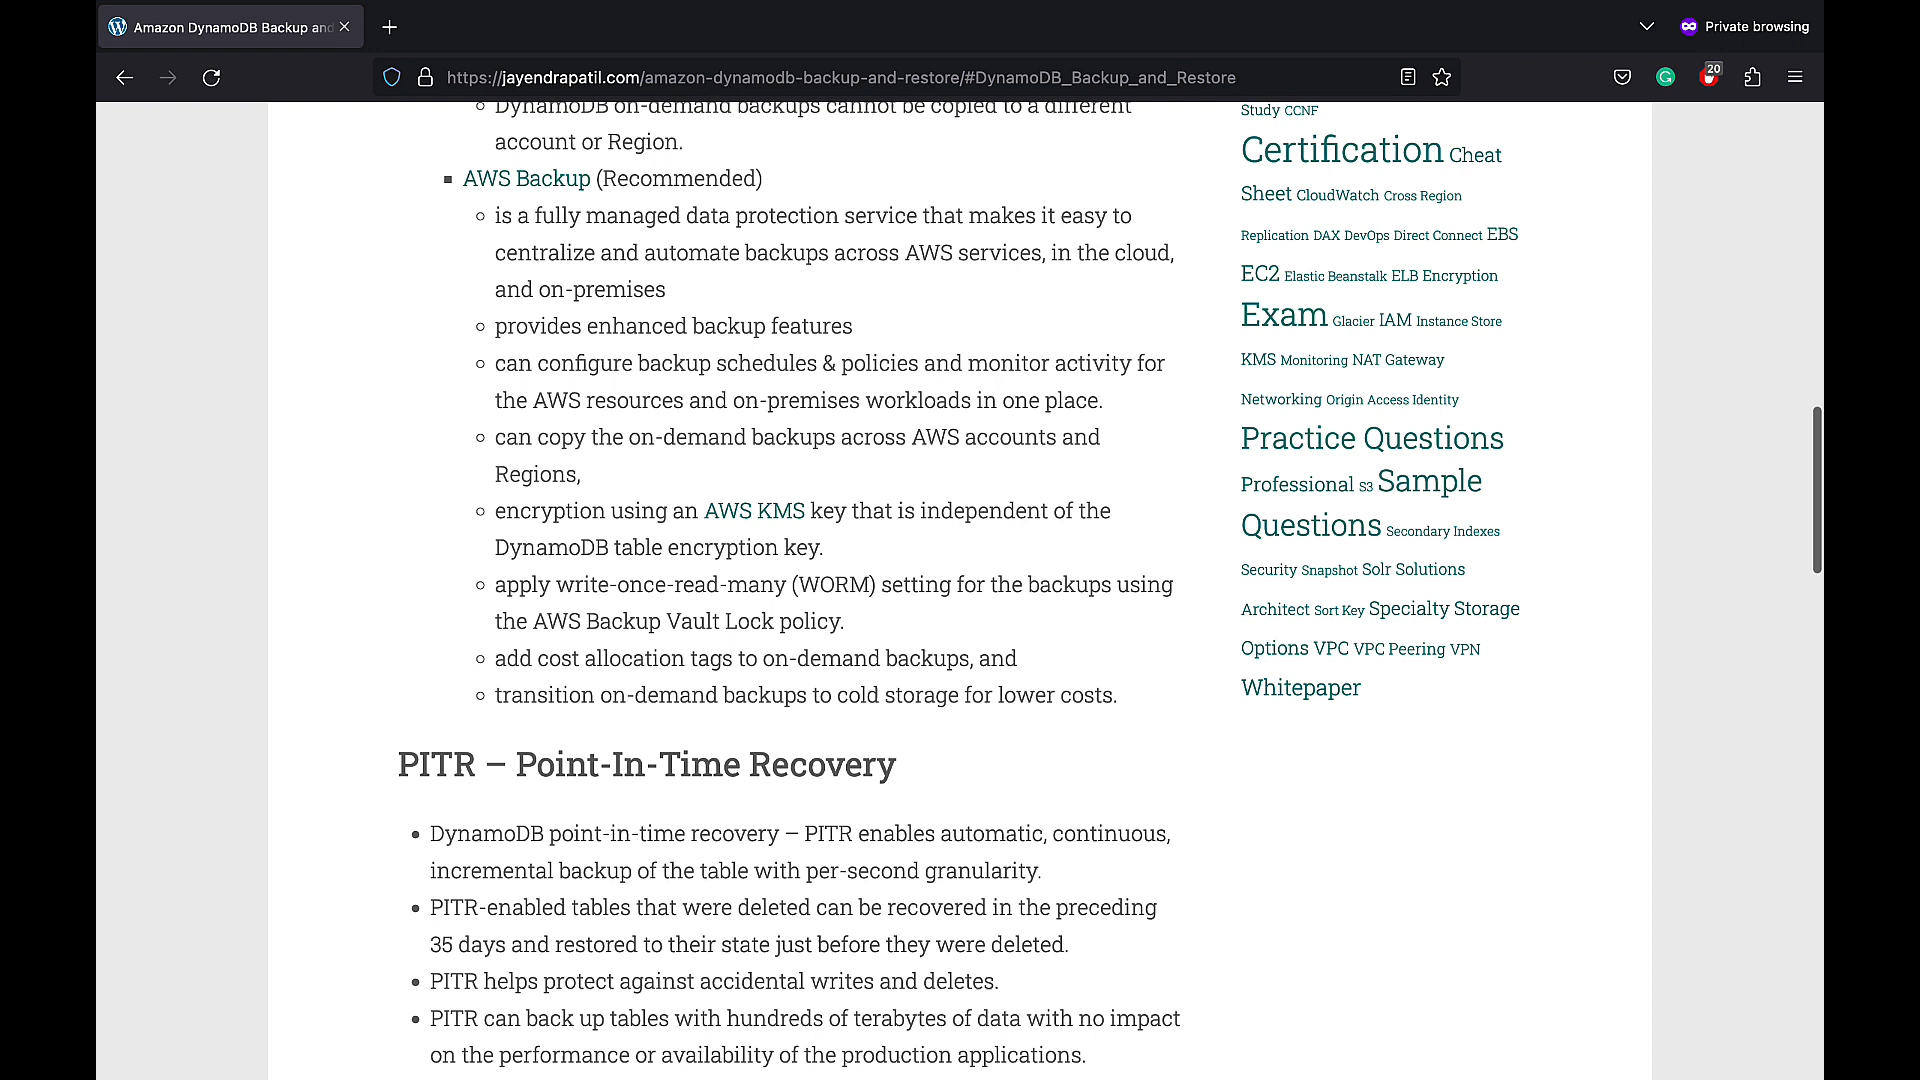 Amazon DynamoDB Backup and
Private browsing
https://jayendrapatil.com/amazon-dynamodb-backup-and-restore/#DynamoDB_Backup_and_Restore
20
DynamoDB on-demand backups cannot be copied to a different
account or Region.
AWS Backup (Recommended)
is a fully managed data protection service that makes it easy to
centralize and automate backups across AWS services, in the cloud,
and on-premises
provides enhanced backup features
can configure backup schedules & policies and monitor activity for
the AWS resources and on-premises workloads in one place.
can copy the on-demand backups across AWS accounts and
Regions,
encryption using an AWS KMS key that is independent of the
DynamoDB table encryption key.
apply write-once-read-many (WORM) setting for the backups using
the AWS Backup Vault Lock policy.
add cost allocation tags to on-demand backups, and
transition on-demand backups to cold storage for lower costs.
PITR – Point-In-Time Recovery
DynamoDB point-in-time recovery – PITR enables automatic, continuous,
incremental backup of the table with per-second granularity.
PITR-enabled tables that were deleted can be recovered in the preceding
35 days and restored to their state just before they were deleted.
PITR helps protect against accidental writes and deletes.
PITR can back up tables with hundreds of terabytes of data with no impact
on the performance or availability of the production applications.
Study CCNF
Certification Cheat
Sheet CloudWatch Cross Region
Replication DAX DevOps Direct Connect EBS
EC2 Elastic Beanstalk ELB Encryption
Exam Glacier IAM Instance Store
KMS Monitoring NAT Gateway
Networking Origin Access Identity
Practice Questions
Professional S3 Sample
Questions Secondary Indexes
Security Snapshot Solr Solutions
Architect Sort Key Specialty Storage
Options VPC VPC Peering VPN
Whitepaper